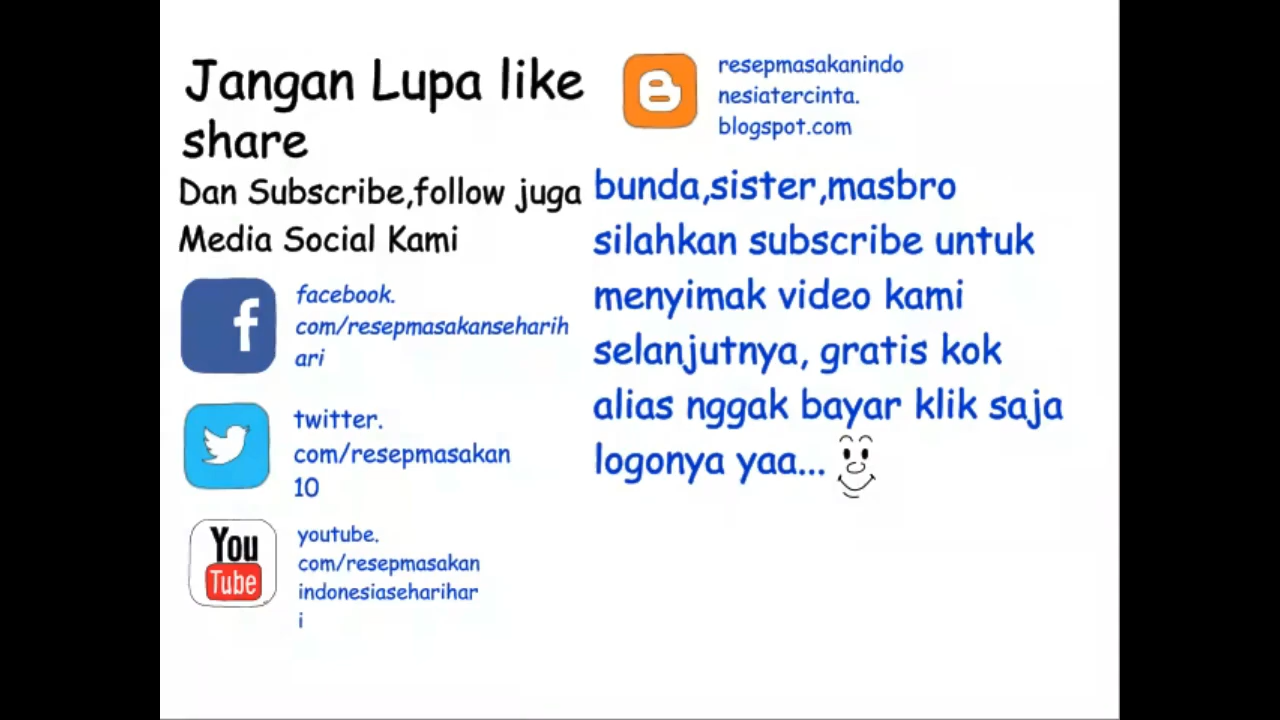 Jangan Lupa like
share
Dan Subscribe,follow juga
Media Social Kami
facebook.
com/resepmasakanseharih
ari
twitter.
com/resepmasakan
10
You
Tube
youtube.
com/resepmasakan
indonesiaseharihar
i
resepmasakanindo
nesiatercinta.
blogspot.com
bunda,sister,masbro
silahkan subscribe untuk
menyimak video kami
selanjutnya, gratis kok
alias nggak bayar klik saja
logonya yaa...